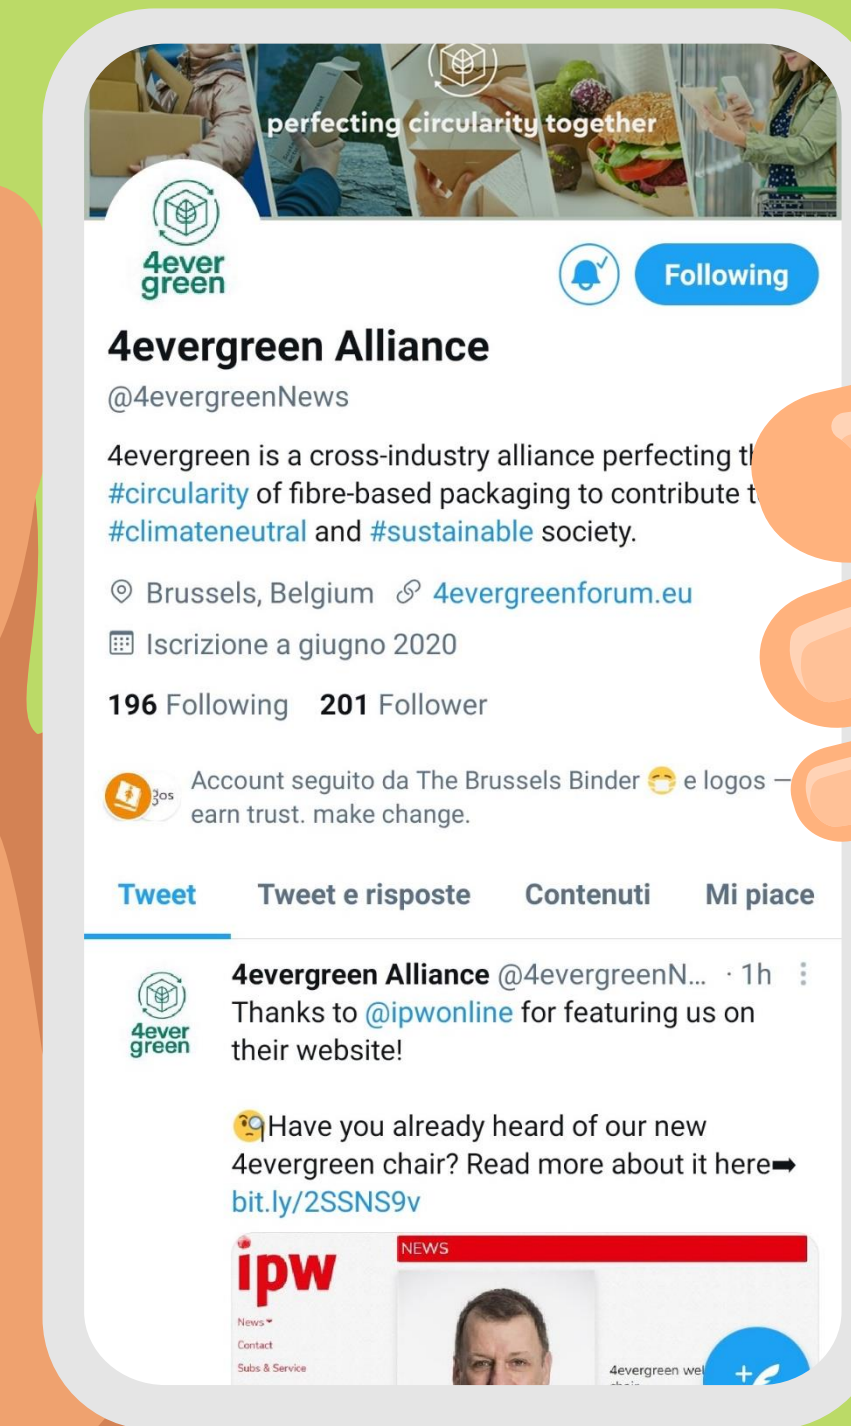 perfecting circularity together
4ever
green
Following
4evergreen Alliance
@4evergreenNews
4evergreen is a cross-industry alliance perfecting
#circularity of fibre-based packaging to contribute
#climateneutral and #sustainable society.
Brussels, Belgium 4evergreenforum.eu
Iscrizione a giugno 2020
196 Following 201 Follower
gos
Account seguito da The Brussels Binder 😷 e logos –
earn trust. make change.
Tweet Tweet e risposte Contenuti Mi piace
4ever
green
4evergreen Alliance @4evergreenN... · 1h
Thanks to @ipwonline for featuring us on
their website!
🧐Have you already heard of our new
4evergreen chair? Read more about it here➡
bit.ly/2SSNS9v
ipw
NEWS
News
Contact
Subs & Service
4evergreen